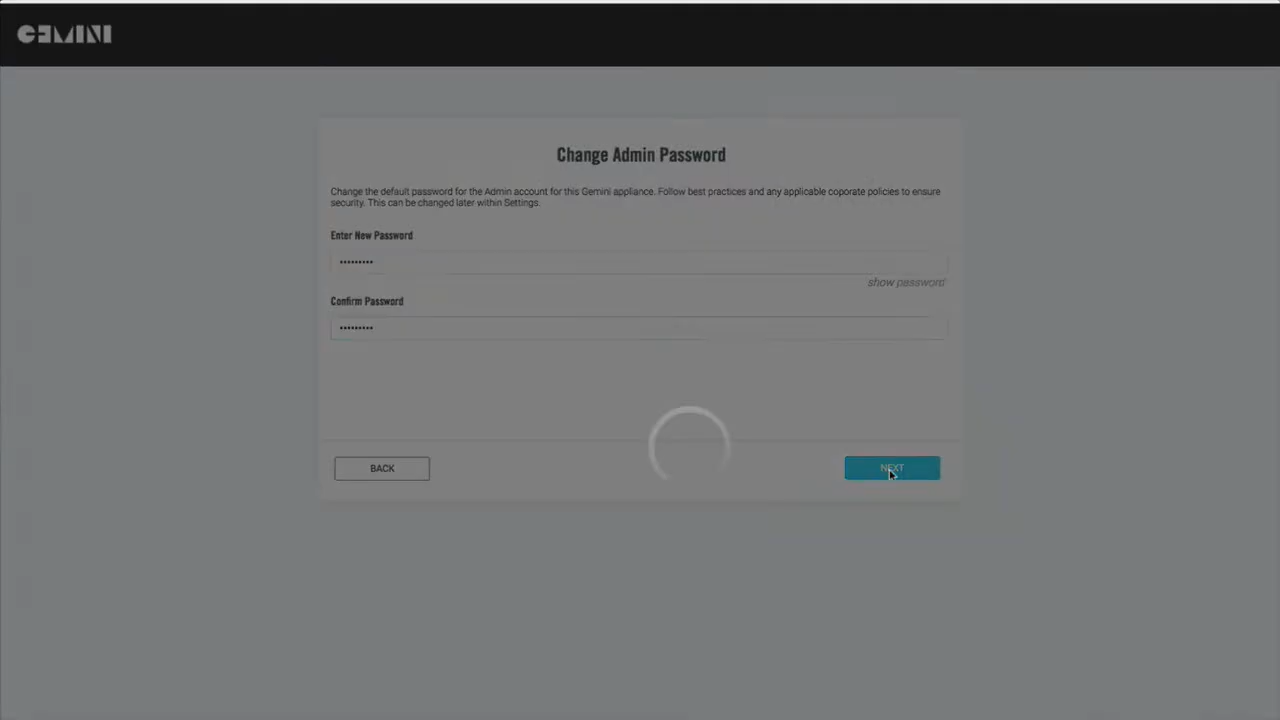 GEMINI
Change Admin Password
Change the default password for the Admin account for this Gemini appliance. Follow best practices and any applicable coporate policies to ensure
security. This can be changed later within Settings.
Enter New Password
•••••••••
show password
Confirm Password
•••••••••
BACK
NEXT